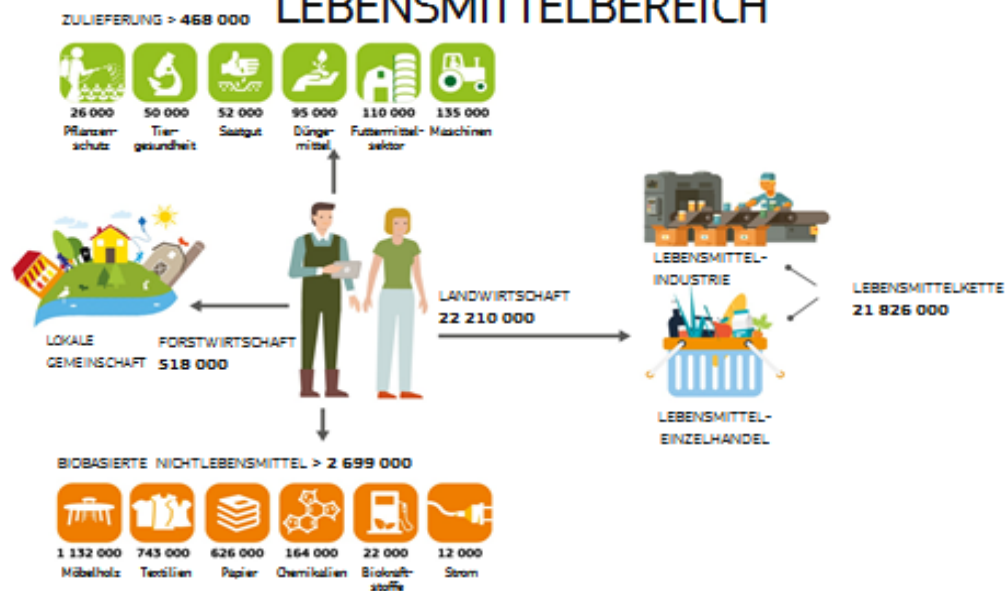 LEBENSMITTELBEREICH
ZULIEFERUNG > 468 000
26 000
Pflanzen-
schutz
50 000
Tier-
gesundheit
52 000
Saatgut
95 000
Dünge-
mittel
110 000
Futtermittel-
sektor
135 000
Maschinen
LOKALE
GEMEINSCHAFT
FORSTWIRTSCHAFT
518 000
LANDWIRTSCHAFT
22 210 000
LEBENSMITTEL-
INDUSTRIE
LEBENSMITTELKETTE
21 826 000
LEBENSMITTEL-
EINZELHANDEL
BIOBASIERTE NICHTLEBENSMITTEL > 2 699 000
1 132 000
Möbelholz
743 000
Textilien
626 000
Papier
164 000
Chemikalien
22 000
Biokraft-
stoffe
12 000
Strom